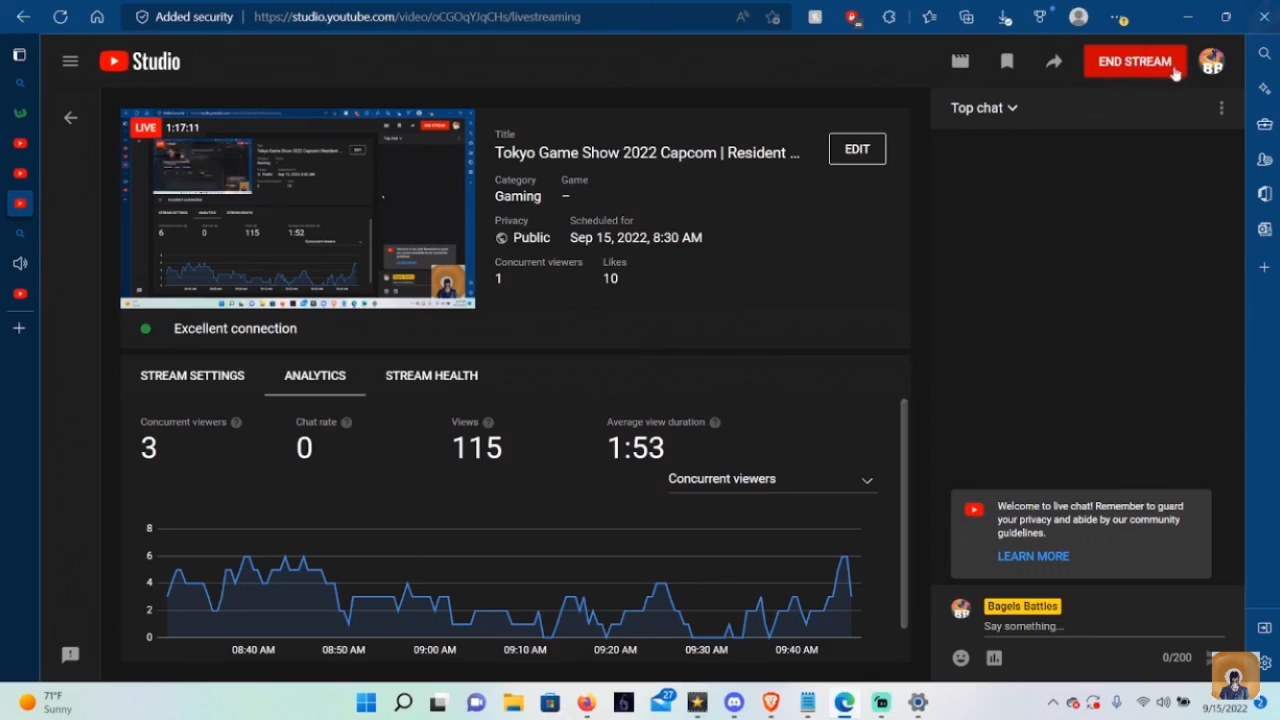 Added security
https://studio.youtube.com/video/oCGOqYJqCHs/livestreaming
Studio
END STREAM
BP
Top chat
LIVE 1:17:11
Title
Tokyo Game Show 2022 Capcom | Resident ...
EDIT
Category
Game
Gaming
–
Privacy
Scheduled for
Public
Sep 15, 2022, 8:30 AM
Concurrent viewers
Likes
1
10
Excellent connection
STREAM SETTINGS
ANALYTICS
STREAM HEALTH
Concurrent viewers
Chat rate
Views
Average view duration
3
0
115
1:53
Concurrent viewers
8
6
4
2
0
08:40 AM
08:50 AM
09:00 AM
09:10 AM
09:20 AM
09:30 AM
09:40 AM
Welcome to live chat! Remember to guard
your privacy and abide by our community
guidelines.
LEARN MORE
Bagels Battles
Say something...
0/200
71°F
Sunny
27
9/15/2022